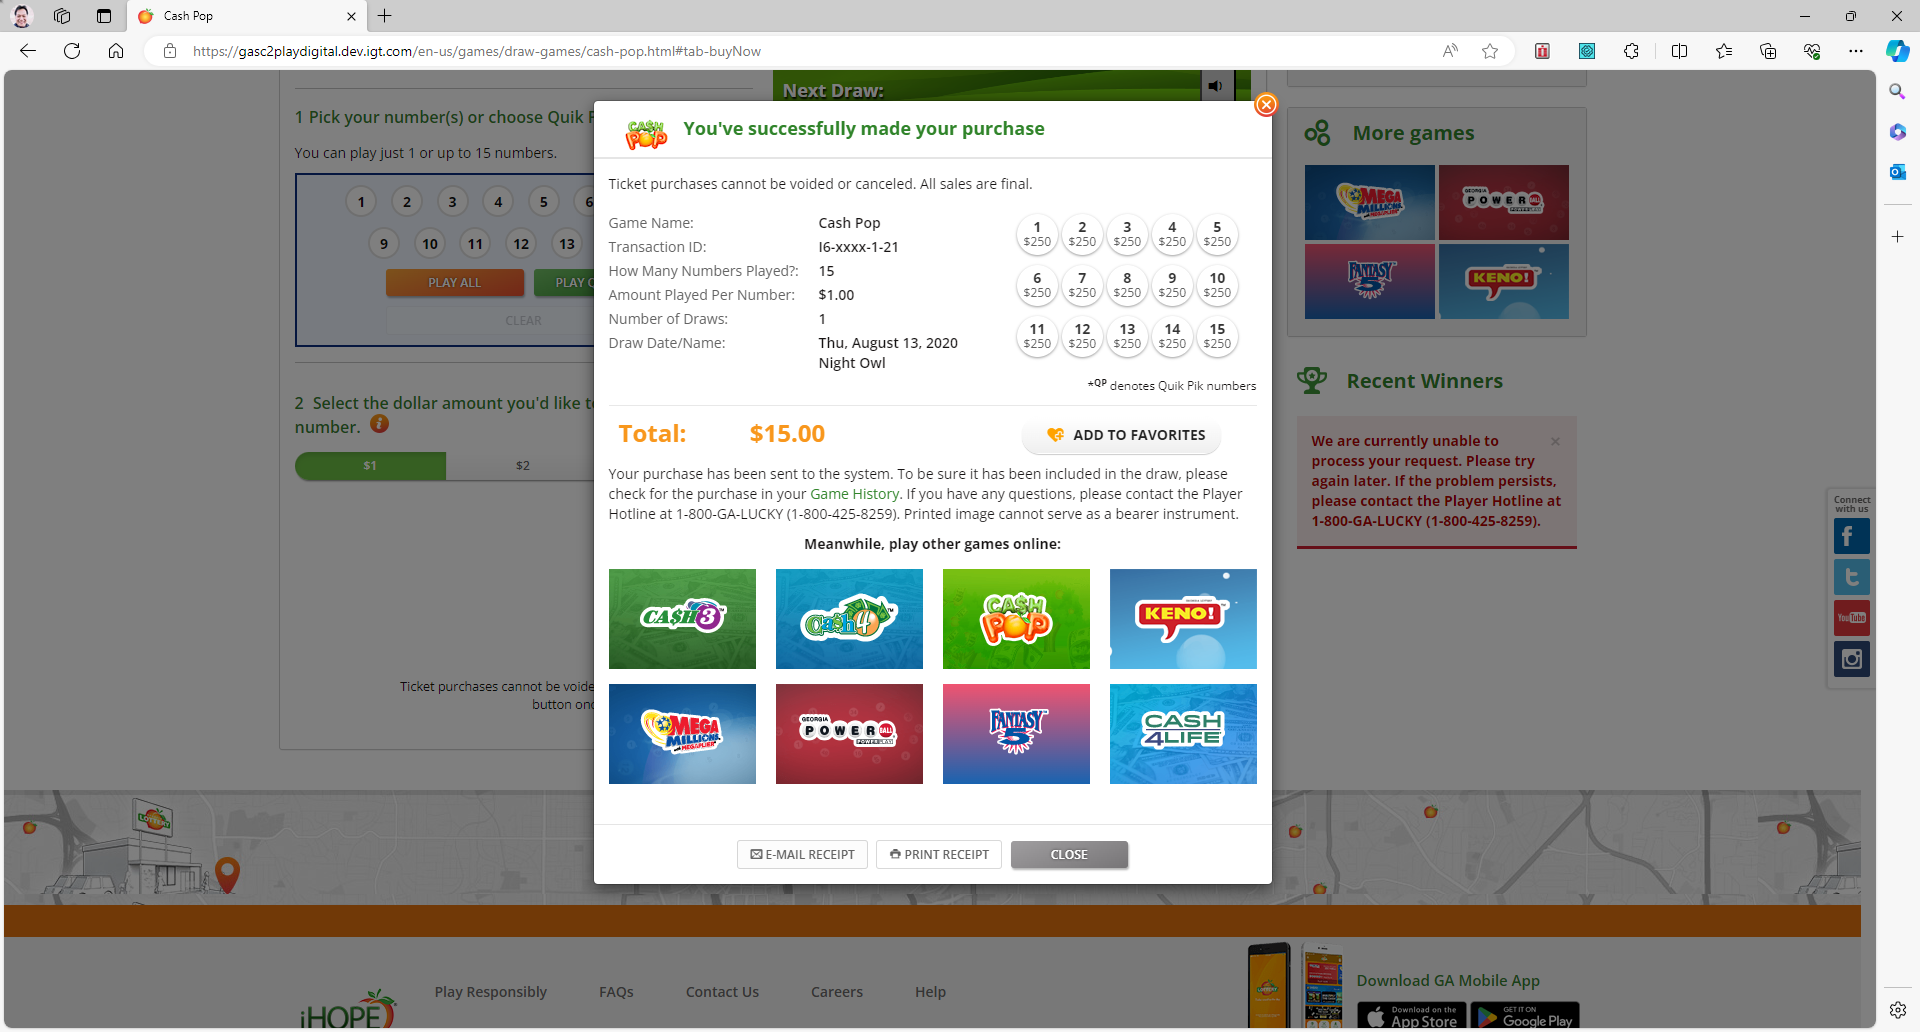 Cash Pop
https://gasc2playdigital.dev.igt.com/en-us/games/draw-games/cash-pop.html#tab-buyNow
Next Draw:
1 Pick your number(s) or choose Quik
You can play just 1 or up to 15 numbers.
1 2 3 4 5 6
9 10 11 12 13
PLAY ALL
PLAY
CLEAR
2 Select the dollar amount you'd like
number.
$1 $2
Ticket purchases cannot be
button
CASH POP
You've successfully made your purchase
Ticket purchases cannot be voided or canceled. All sales are final.
Game Name: Cash Pop
Transaction ID: I6-xxxx-1-21
How Many Numbers Played?: 15
Amount Played Per Number: $1.00
Number of Draws: 1
Draw Date/Name: Thu, August 13, 2020
Night Owl
1 2 3 4 5
$250 $250 $250 $250 $250
6 7 8 9 10
$250 $250 $250 $250 $250
11 12 13 14 15
$250 $250 $250 $250 $250
*QP denotes Quik Pik numbers
Total: $15.00
ADD TO FAVORITES
Your purchase has been sent to the system. To be sure it has been included in the draw, please
check for the purchase in your Game History. If you have any questions, please contact the Player
Hotline at 1-800-GA-LUCKY (1-800-425-8259). Printed image cannot serve as a bearer instrument.
Meanwhile, play other games online:
CA$H 3
Cash 4
CA$H POP
KENO!
MEGA MILLIONS MEGAPLIER
GEORGIA POWERBALL POWERPLAY
FANTASY 5
CASH 4LIFE
E-MAIL RECEIPT
PRINT RECEIPT
CLOSE
More games
MEGA MILLIONS
GEORGIA POWERBALL
FANTASY 5
KENO!
Recent Winners
We are currently unable to
process your request. Please try
again later. If the problem persists,
please contact the Player Hotline at
1-800-GA-LUCKY (1-800-425-8259).
Connect
with us
You Tube
LOTTERY
iHOPE
Play Responsibly
FAQs
Contact Us
Careers
Help
Download GA Mobile App
Download on the
App Store
GET IT ON
Google Play